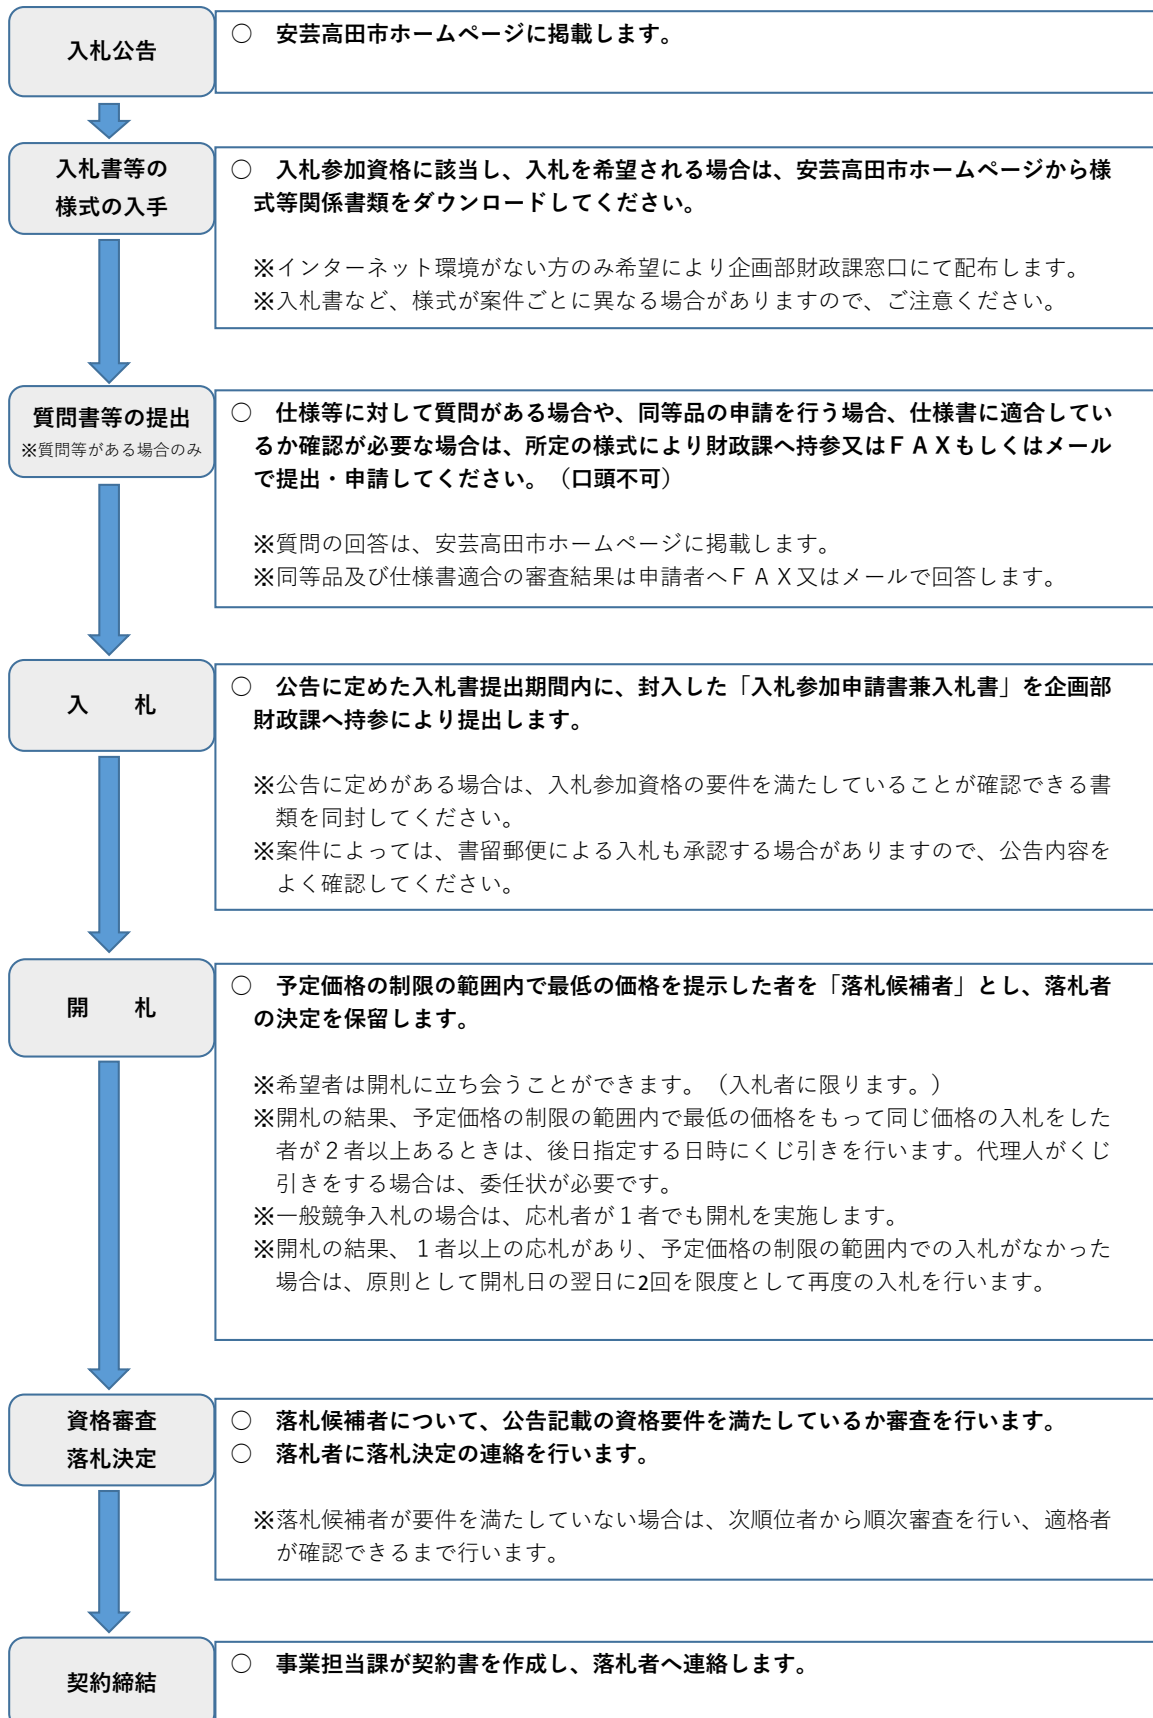 入札公告
○　安芸高田市ホームページに掲載します。
入札書等の
様式の入手
○　入札参加資格に該当し、入札を希望される場合は、安芸高田市ホームページから様
式等関係書類をダウンロードしてください。
※インターネット環境がない方のみ希望により企画部財政課窓口にて配布します。
※入札書など、様式が案件ごとに異なる場合がありますので、ご注意ください。
質問書等の提出
※質問等がある場合のみ
○　仕様等に対して質問がある場合や、同等品の申請を行う場合、仕様書に適合してい
るか確認が必要な場合は、所定の様式により財政課へ持参又はＦＡＸもしくはメール
で提出・申請してください。（口頭不可）
※質問の回答は、安芸高田市ホームページに掲載します。
※同等品及び仕様書適合の審査結果は申請者へＦＡＸ又はメールで回答します。
入　　札
○　公告に定めた入札書提出期間内に、封入した「入札参加申請書兼入札書」を企画部
財政課へ持参により提出します。
※公告に定めがある場合は、入札参加資格の要件を満たしていることが確認できる書
類を同封してください。
※案件によっては、書留郵便による入札も承認する場合がありますので、公告内容を
よく確認してください。
開　　札
○　予定価格の制限の範囲内で最低の価格を提示した者を「落札候補者」とし、落札者
の決定を保留します。
※希望者は開札に立ち会うことができます。（入札者に限ります。）
※開札の結果、予定価格の制限の範囲内で最低の価格をもって同じ価格の入札をした
者が２者以上あるときは、後日指定する日時にくじ引きを行います。代理人がくじ
引きをする場合は、委任状が必要です。
※一般競争入札の場合は、応札者が１者でも開札を実施します。
※開札の結果、１者以上の応札があり、予定価格の制限の範囲内での入札がなかった
場合は、原則として開札日の翌日に2回を限度として再度の入札を行います。
資格審査
落札決定
○　落札候補者について、公告記載の資格要件を満たしているか審査を行います。
○　落札者に落札決定の連絡を行います。
※落札候補者が要件を満たしていない場合は、次順位者から順次審査を行い、適格者
が確認できるまで行います。
契約締結
○　事業担当課が契約書を作成し、落札者へ連絡します。